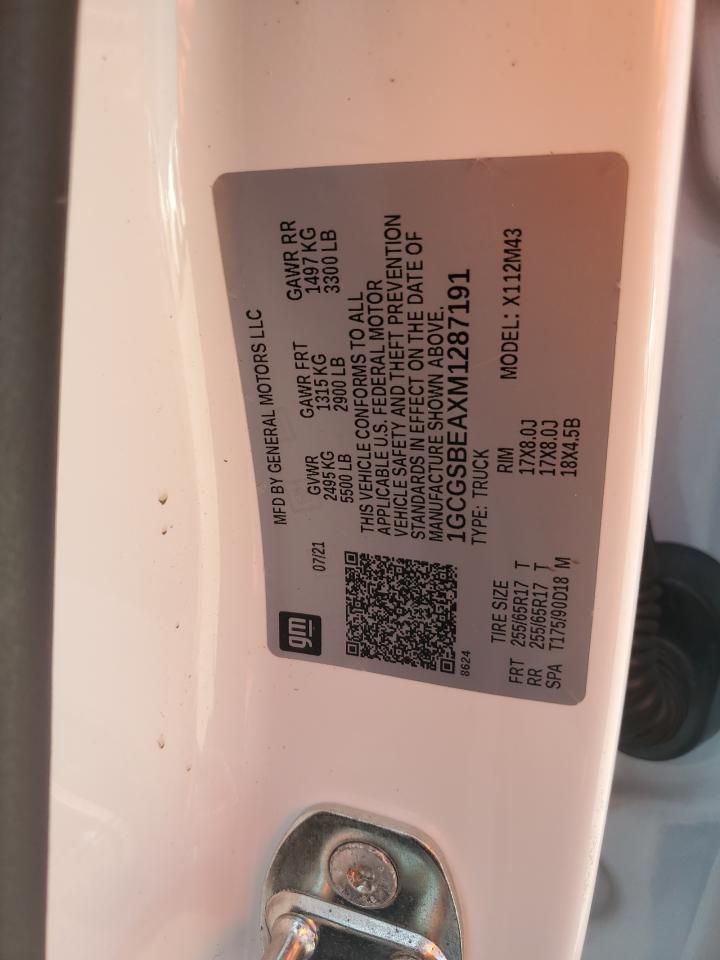 gm
07/21
MFD BY GENERAL MOTORS LLC
GVWR GAWR FRT GAWR RR
2495 KG 1315 KG 1497 KG
5500 LB 2900 LB 3300 LB
THIS VEHICLE CONFORMS TO ALL
APPLICABLE U.S. FEDERAL MOTOR
VEHICLE SAFETY AND THEFT PREVENTION
STANDARDS IN EFFECT ON THE DATE OF
MANUFACTURE SHOWN ABOVE.
1GCGSBEAXM1287191
8624
TYPE: TRUCK
MODEL: X112M43
TIRE SIZE RIM
FRT 255/65R17 T 17X8.0J
RR 255/65R17 T 17X8.0J
SPA T175/90D18 M 18X4.5B